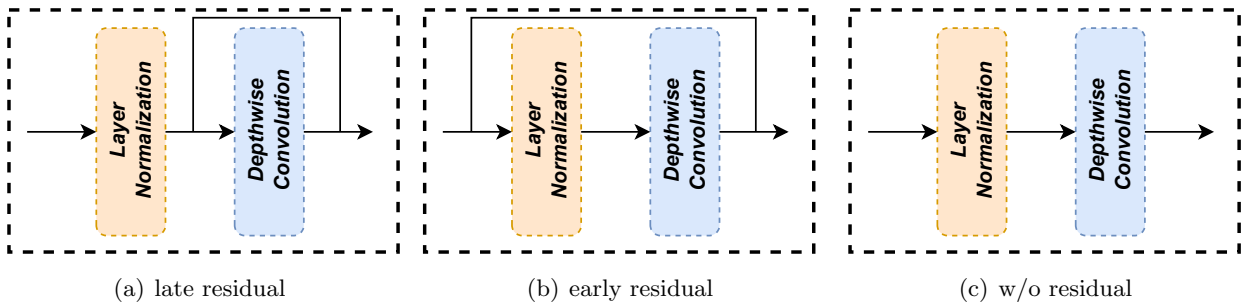 Layer
Normalization
Depthwise
Convolution
Layer
Normalization
Depthwise
Convolution
Layer
Normalization
Depthwise
Convolution
(a) late residual
(b) early residual
(c) w/o residual